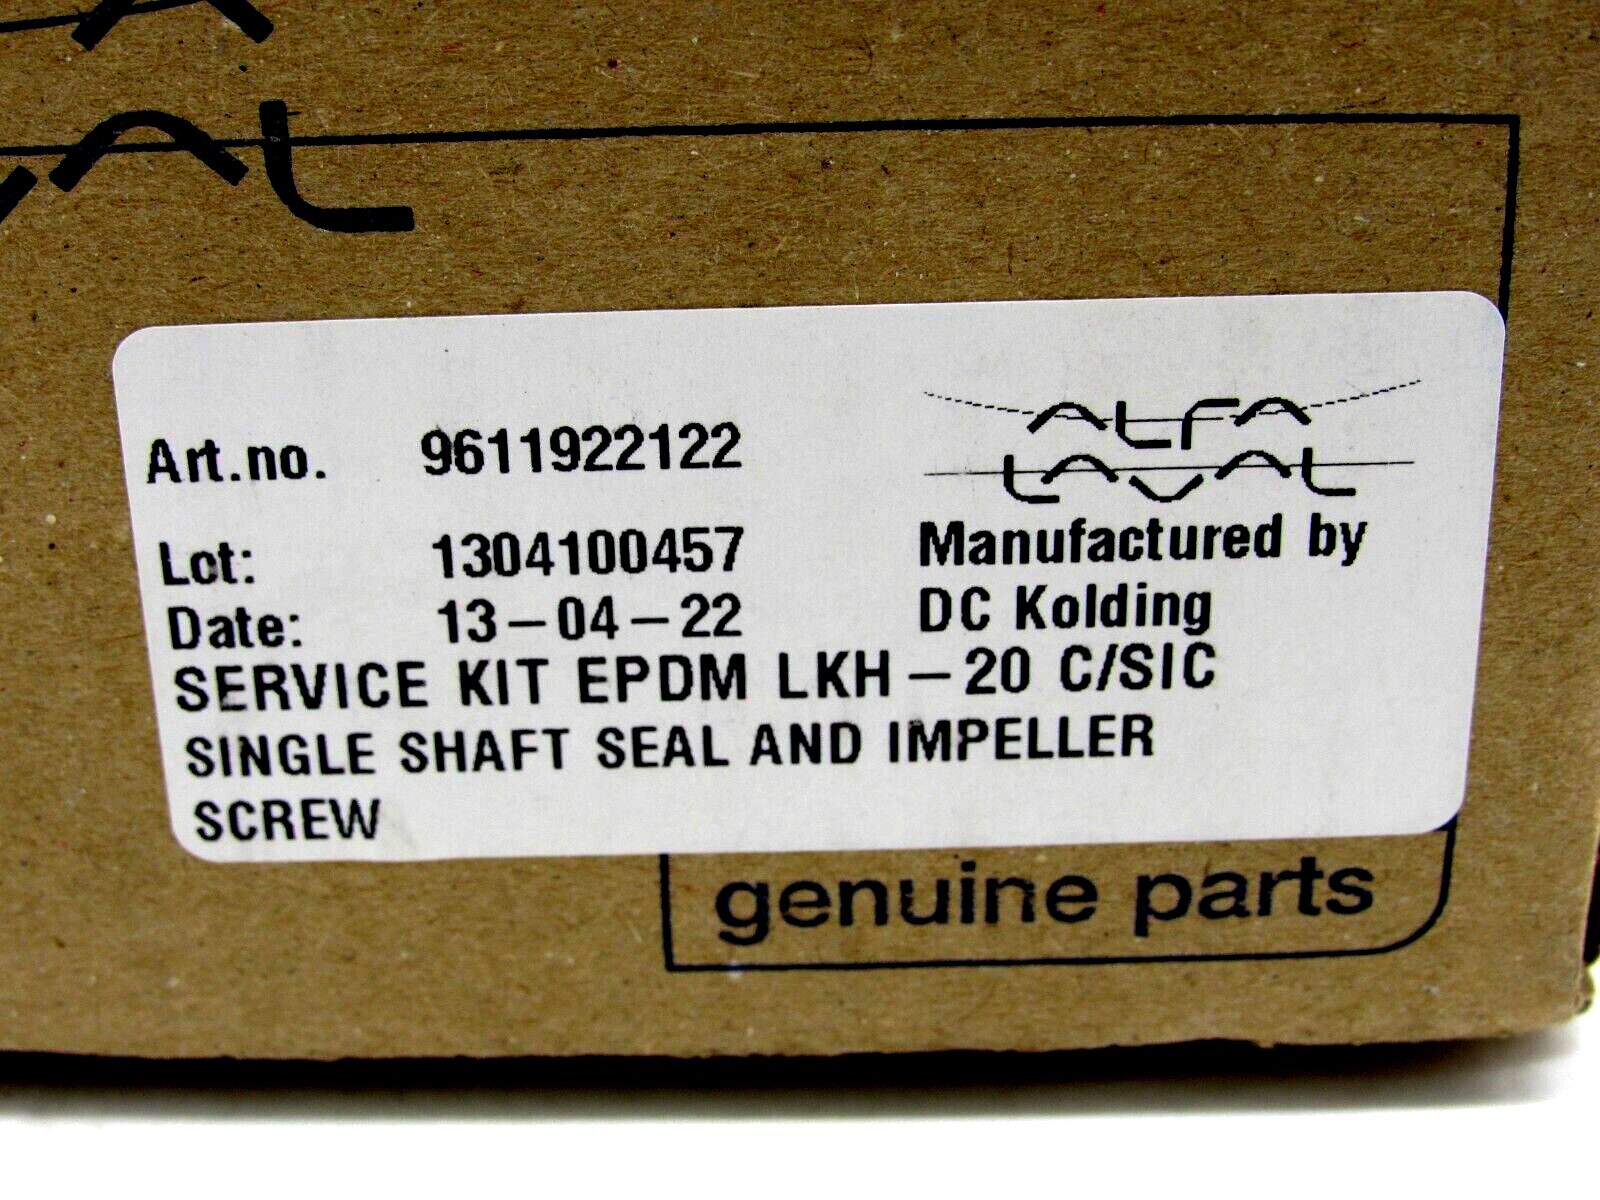 AL
Art.no. 9611922122
ALFA
LAVAL
Lot: 1304100457
Manufactured by
Date: 13-04-22
DC Kolding
SERVICE KIT EPDM LKH-20 C/SIC
SINGLE SHAFT SEAL AND IMPELLER
SCREW
genuine parts